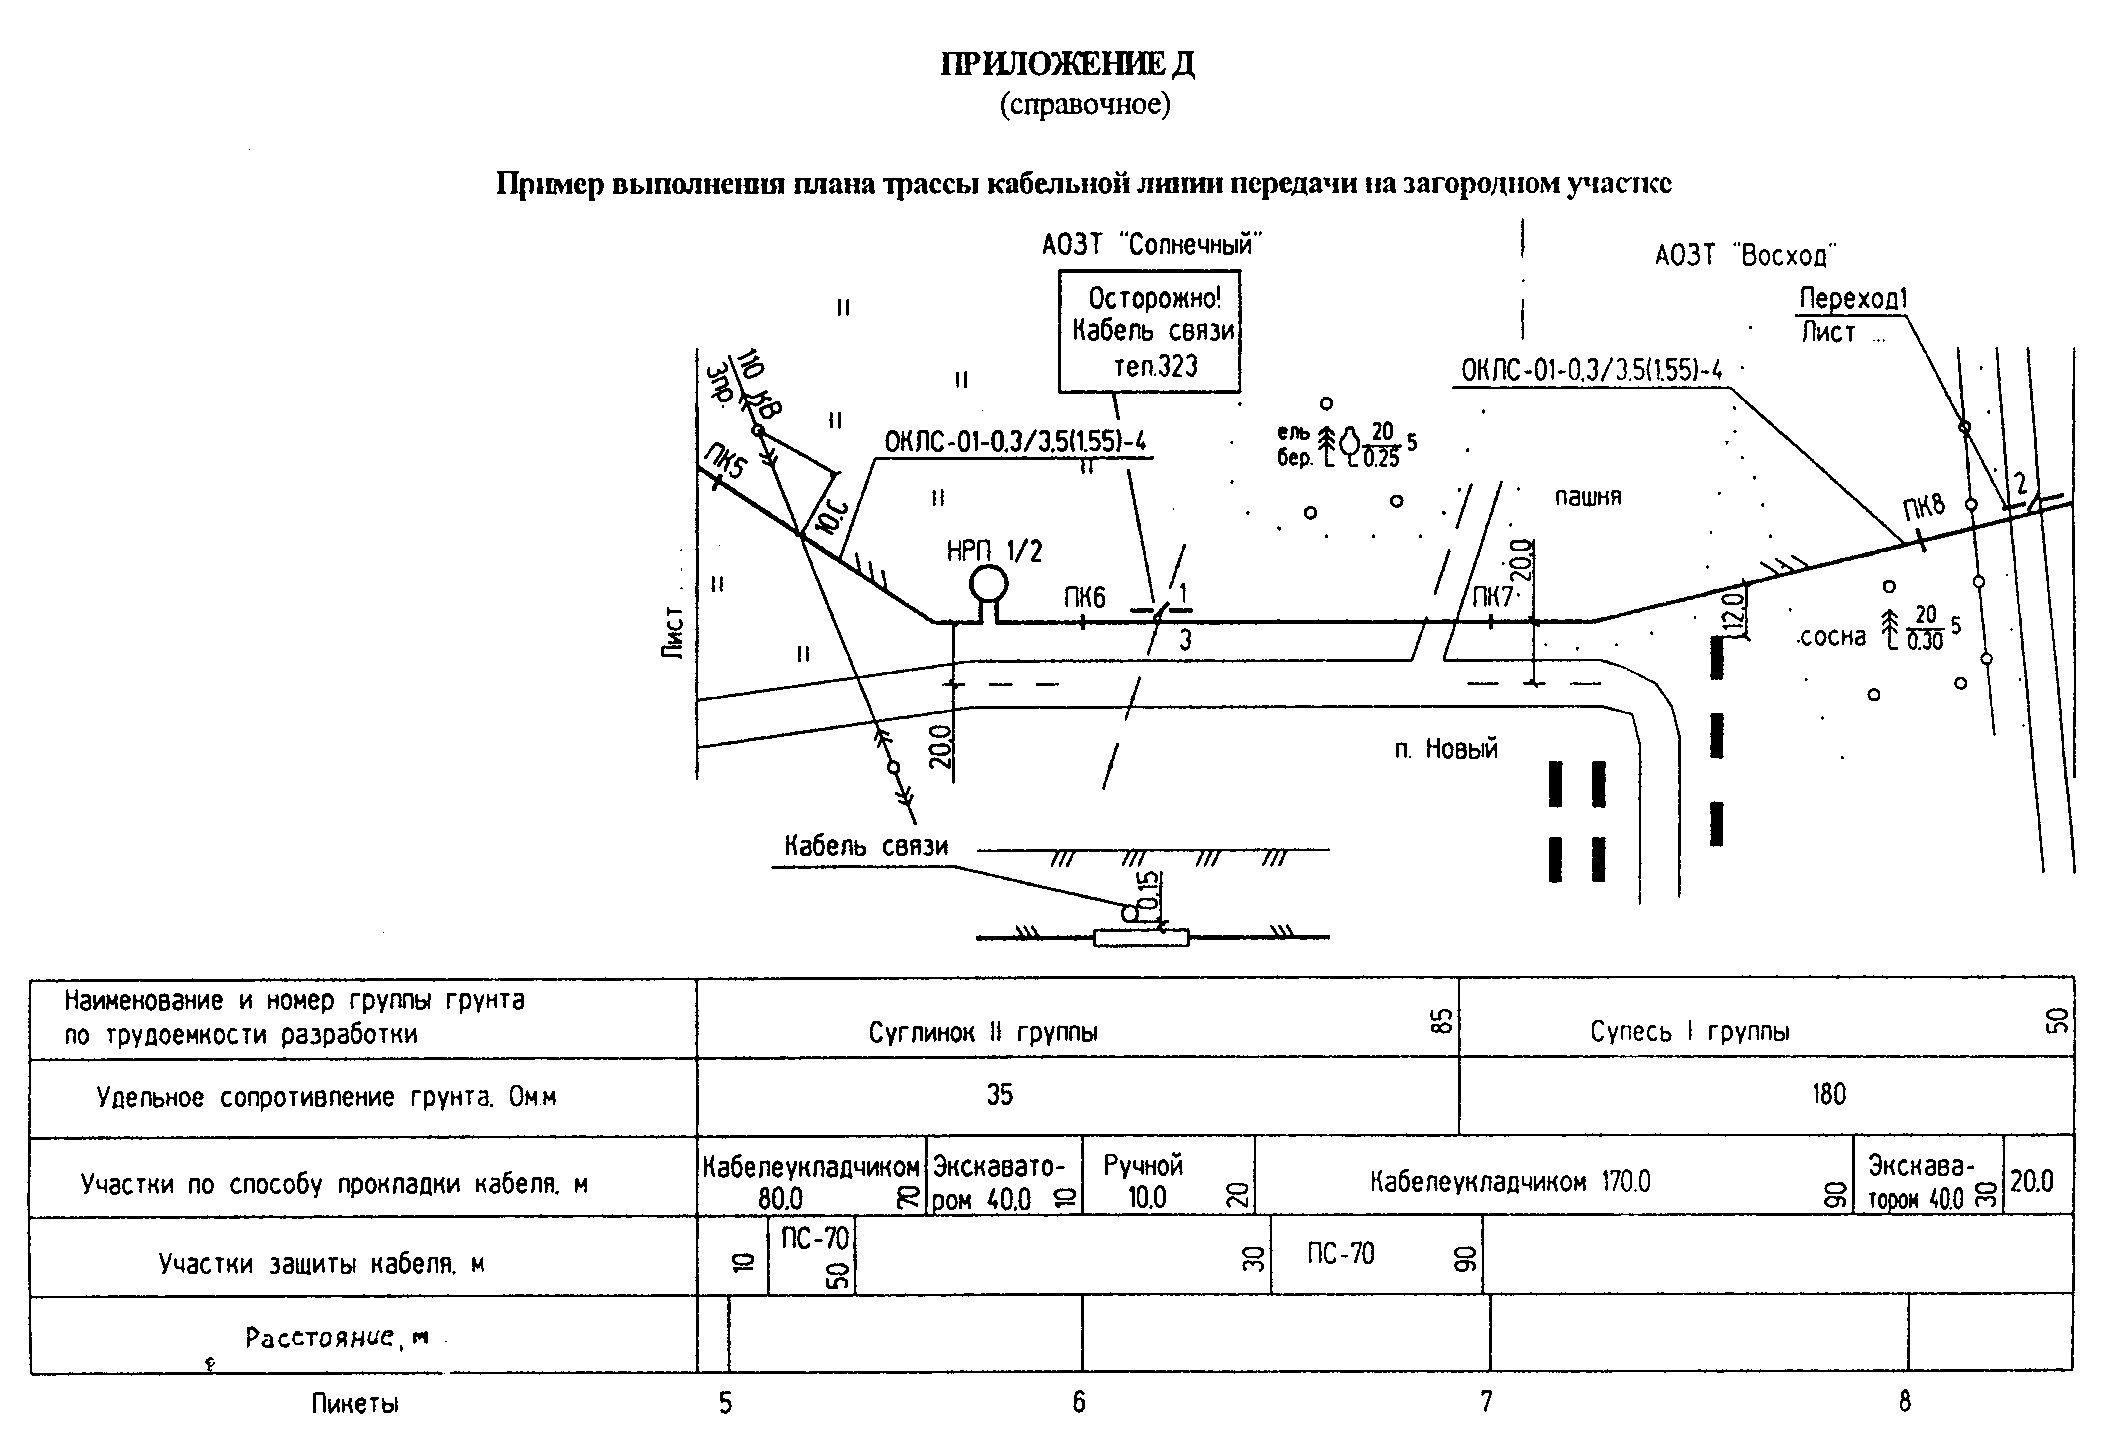 ПРИЛОЖЕНИЕ Д
(справочное)
Пример выполнения плана трассы кабельной линии передачи на загородном участке
АОЗТ "Солнечный"
АОЗТ "Восход"
Осторожно!
Кабель связи
тел.323
Переход1
Лист ...
110 КВ
3пр.
ОКЛС-01-0,3/3,5(1.55)-4
ОКЛС-01-0,3/3.5(1.55)-4
ель
бер.
20
0.25
5
ПК5
10.С
пашня
2
ПК8
НРП 1/2
20.0
ПК6
1
ПК7
12.0
Лист
3
сосна
20
0.30
5
20.0
п. Новый
Кабель связи
0.15
Наименование и номер группы грунта
по трудоемкости разработки
Суглинок II группы
85
Супесь I группы
50
Удельное сопротивление грунта. Ом.м
35
180
Участки по способу прокладки кабеля. м
Кабелеукладчиком
80.0
70
Экскавато-
ром 40.0
10
Ручной
10.0
20
Кабелеукладчиком 170.0
90
Экскава-
тором 40.0
30
20.0
Участки защиты кабеля. м
10
ПС-70
50
30
ПС-70
90
Расстояние, м
Пикеты
5
6
7
8